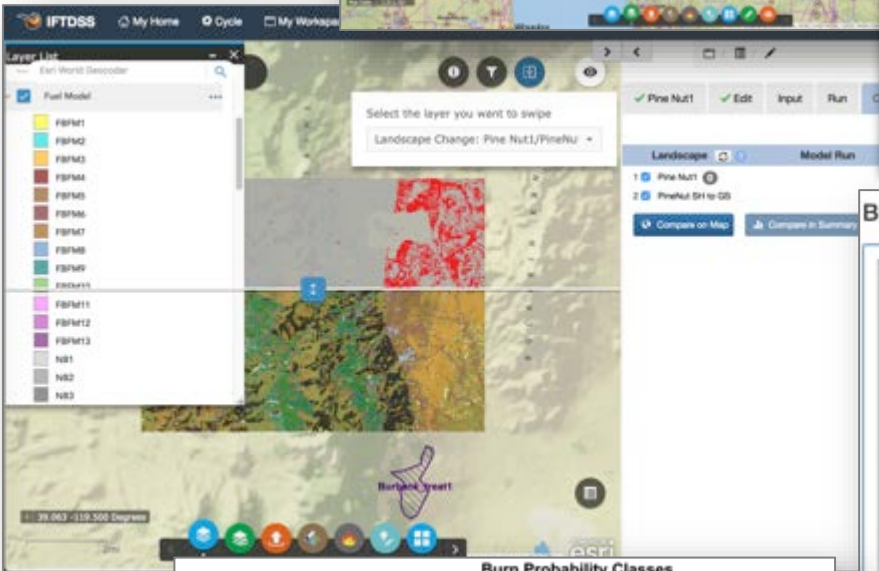 IFTDSS
My Home
Cycle
My Workspa
Layer List
Esri World Geocoder
Fuel Model
FBFM1
FBFM2
FBFM3
FBFM4
FBFM5
FBFM6
FBFM7
FBFM8
FBFM9
FBFM10
FBFM11
FBFM12
FBFM13
NB1
NB2
NB3
Select the layer you want to swipe
Landscape Change: Pine Nut1/PineNu
Pine Nut1
Edit
Input
Run
Landscape
Model Run
1 Pine Nut1
2 PineNut SH to GS
Compare on Map
Compare in Summary
B
Burbank_treat1
39.063 -119.500 Degrees
2mi
esri
Burn Probability Classes